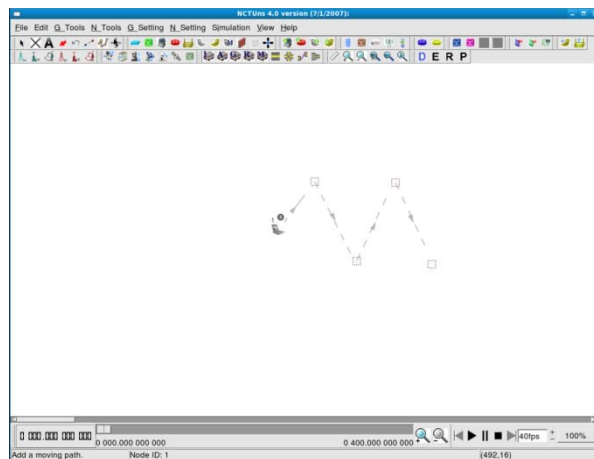 NCTUns 4.0 version (7/1/2007):
File Edit G_Tools N_Tools G_Setting N_Setting Simulation View Help
A
D E R P
1
0 000 .000 000 000
0 000.000 000 000
0 400.000 000 000
40fps
100%
Add a moving path.
Node ID: 1
(492,16)